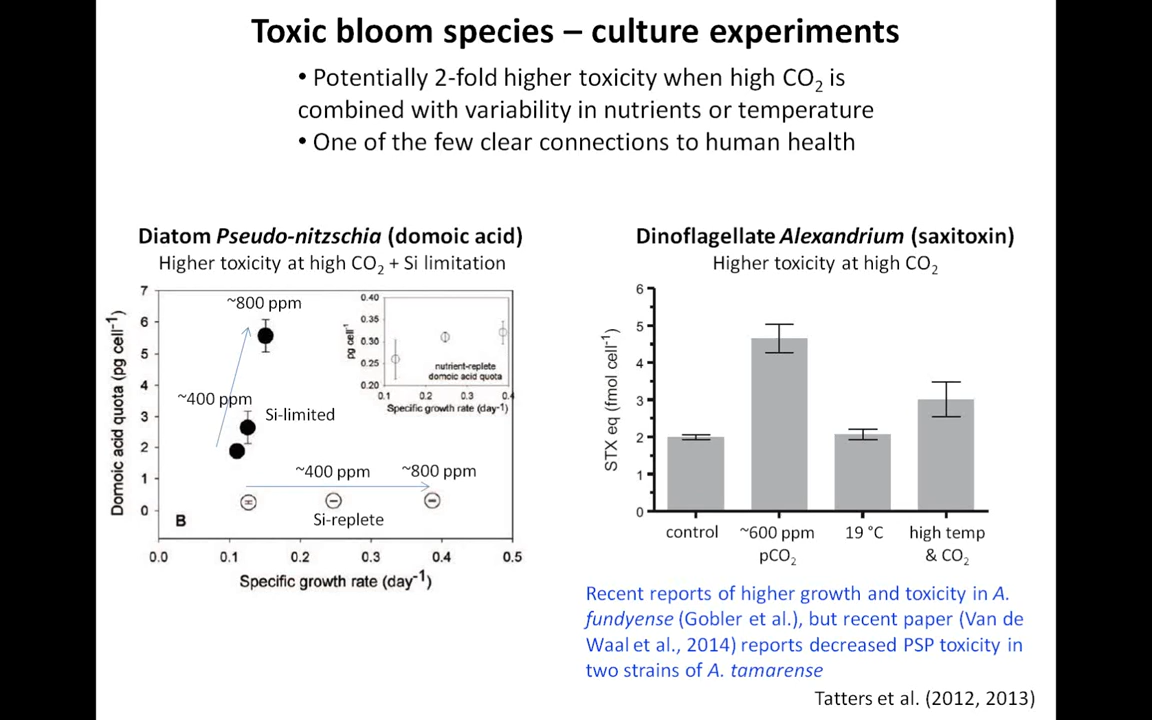 Toxic bloom species – culture experiments
• Potentially 2-fold higher toxicity when high CO₂ is
combined with variability in nutrients or temperature
• One of the few clear connections to human health
Diatom Pseudo-nitzschia (domoic acid)
Higher toxicity at high CO₂ + Si limitation
Domoic acid quota (pg cell⁻¹)
7
6
5
4
3
2
1
0
~800 ppm
~400 ppm
Si-limited
~400 ppm ~800 ppm
Si-replete
B
0.0 0.1 0.2 0.3 0.4 0.5
Specific growth rate (day⁻¹)
pg cell⁻¹
0.40
0.35
0.30
0.25
0.20
nutrient-replete
domoic acid quota
0.1 0.2 0.3 0.4
Specific growth rate (day⁻¹)
Dinoflagellate Alexandrium (saxitoxin)
Higher toxicity at high CO₂
STX eq (fmol cell⁻¹)
6
5
4
3
2
1
0
control ~600 ppm 19 °C high temp
pCO₂ & CO₂
Recent reports of higher growth and toxicity in A.
fundyense (Gobler et al.), but recent paper (Van de
Waal et al., 2014) reports decreased PSP toxicity in
two strains of A. tamarense
Tatters et al. (2012, 2013)